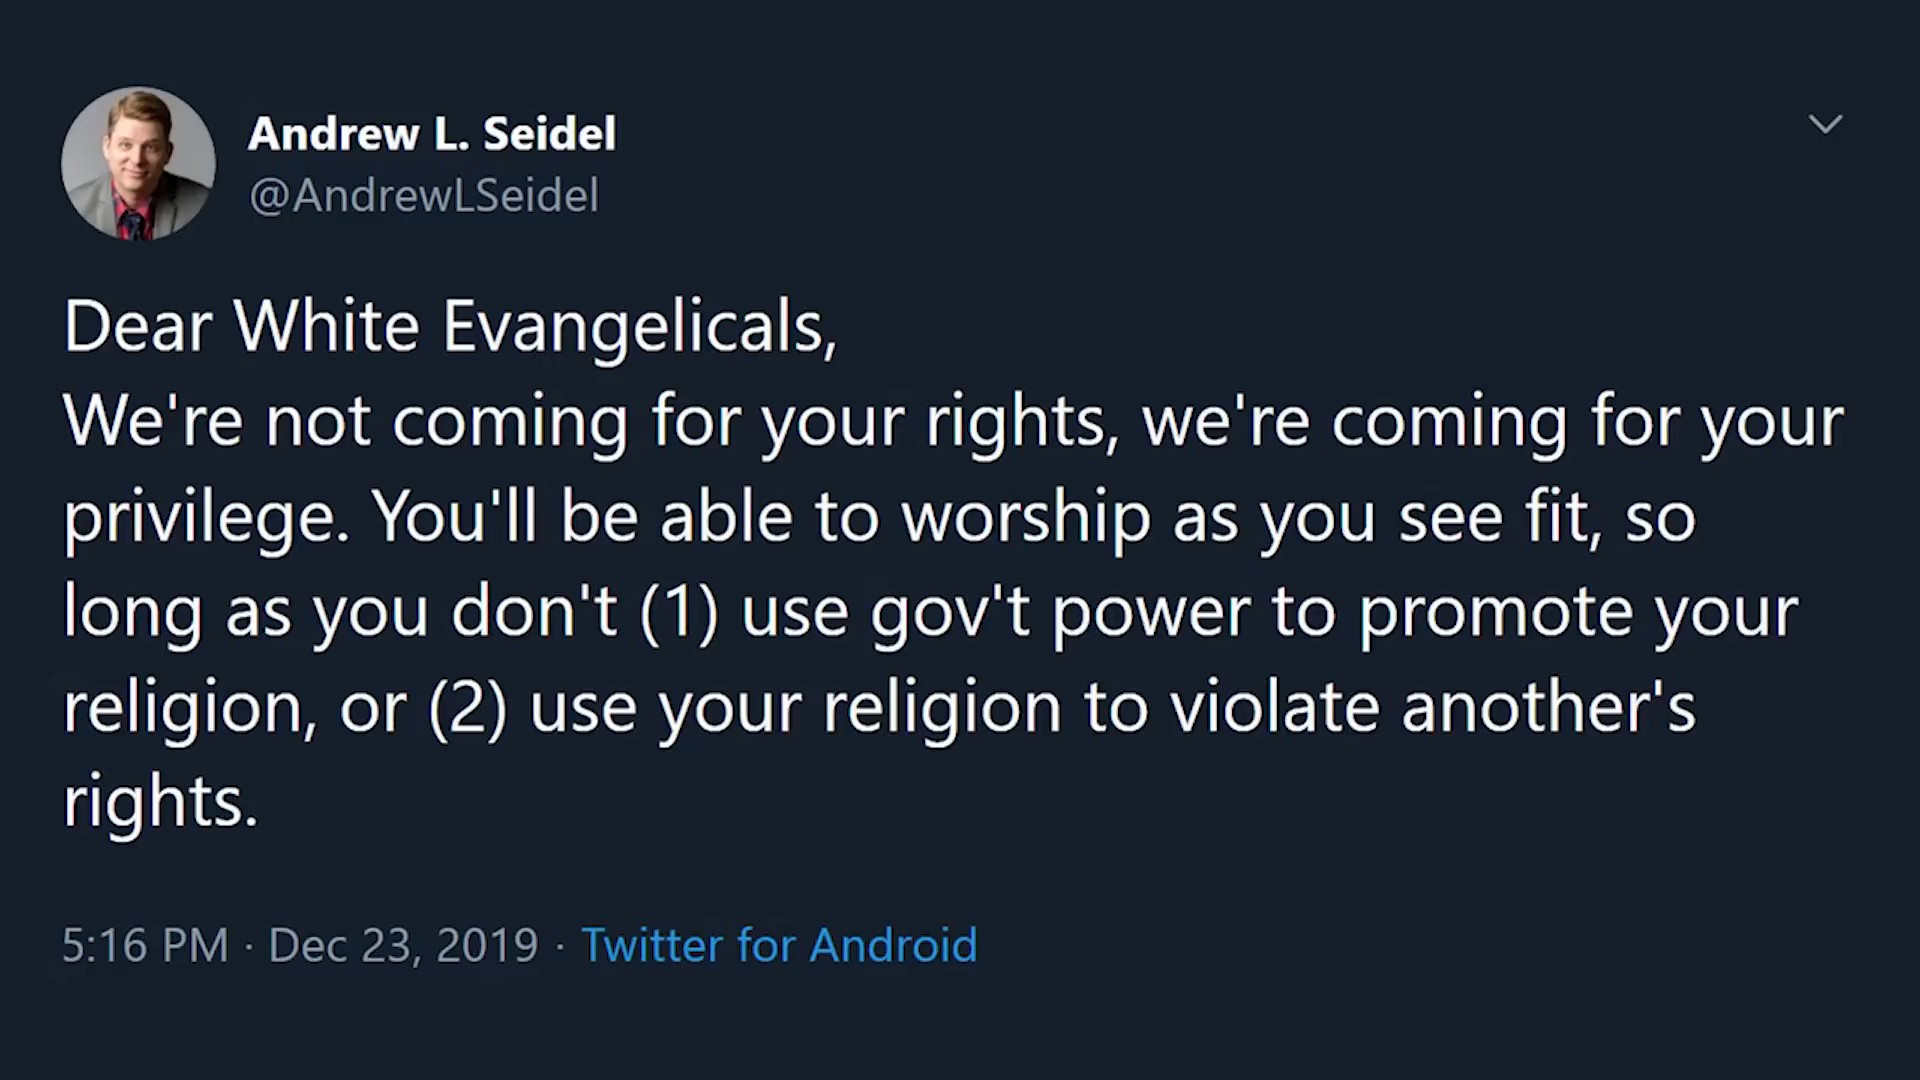 Andrew L. Seidel
@AndrewLSeidel
Dear White Evangelicals,
We're not coming for your rights, we're coming for your
privilege. You'll be able to worship as you see fit, so
long as you don't (1) use gov't power to promote your
religion, or (2) use your religion to violate another's
rights.
5:16 PM · Dec 23, 2019 · Twitter for Android